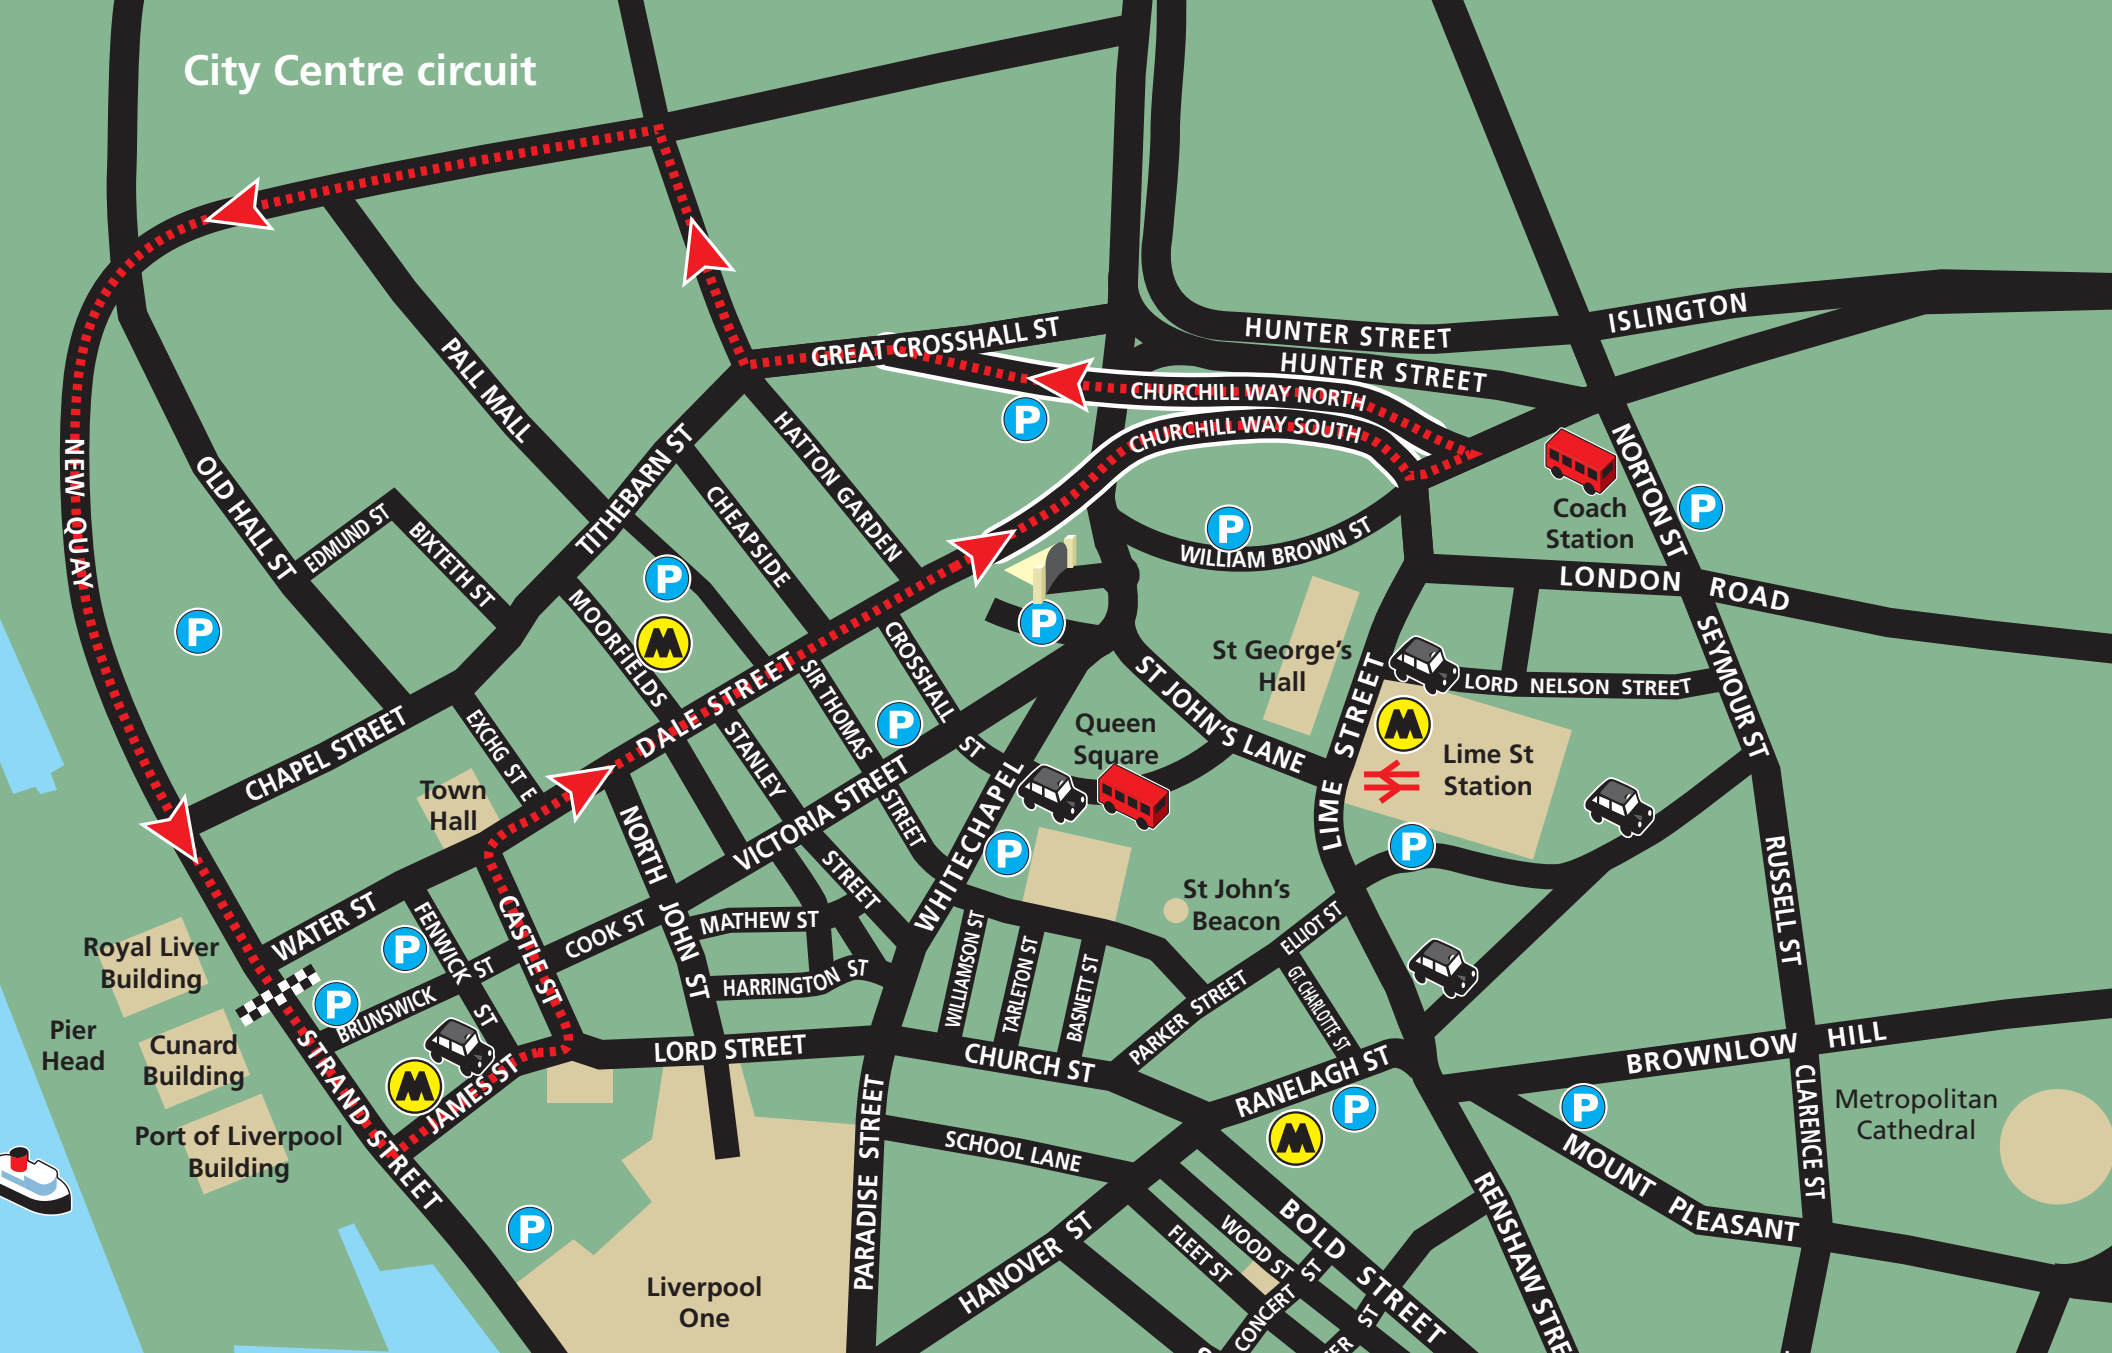 City Centre circuit
HUNTER STREET
ISLINGTON
GREAT CROSSHALL ST
HUNTER STREET
CHURCHILL WAY NORTH
CHURCHILL WAY SOUTH
PALL MALL
P
HATTON GARDEN
TITHEBARN ST
NORTON ST
NEW QUAY
OLD HALL ST
CHEAPSIDE
Coach
Station
P
EDMUND ST
BIXTETH ST
P
WILLIAM BROWN ST
LONDON ROAD
P
MOORFIELDS
P
M
P
CROSSHALL ST
ST JOHN'S LANE
St George's
Hall
SEYMOUR ST
LORD NELSON STREET
DALE STREET
SIR THOMAS STREET
P
Queen
Square
M
Lime St
Station
CHAPEL STREET
EXCHG ST E
STANLEY STREET
VICTORIA STREET
LIME STREET
Town
Hall
NORTH JOHN ST
WHITECHAPEL
P
P
RUSSELL ST
St John's
Beacon
WATER ST
FENWICK ST
CASTLE ST
COOK ST
MATHEW ST
ELLIOT ST
Royal Liver
Building
P
BRUNSWICK ST
HARRINGTON ST
WILLIAMSON ST
TARLETON ST
BASNETT ST
PARKER STREET
GT. CHARLOTTE ST
P
Pier
Head
Cunard
Building
STRAND STREET
M
JAMES ST
LORD STREET
CHURCH ST
RANELAGH ST
BROWNLOW HILL
P
P
M
CLARENCE ST
Metropolitan
Cathedral
Port of Liverpool
Building
PARADISE STREET
SCHOOL LANE
MOUNT PLEASANT
P
HANOVER ST
FLEET ST
WOOD ST
BOLD STREET
RENSHAW STRE
Liverpool
One
CONCERT ST
ER ST